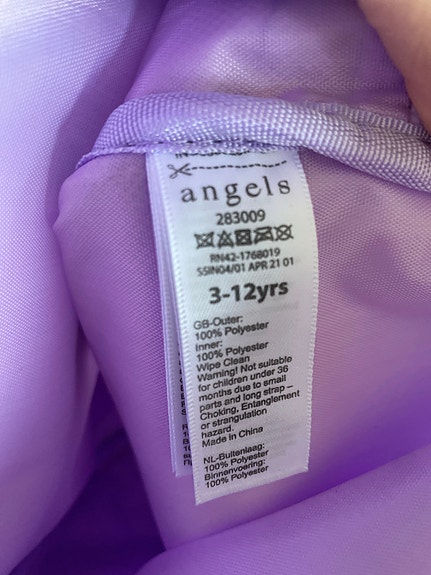 angels
283009
RN42-1768019
SSIN04/01 APR 21 01
3-12yrs
GB-Outer:
100% Polyester
Inner:
100% Polyester
Wipe Clean
Warning! Not suitable
for children under 36
months due to small
parts and long strap –
Choking, Entanglement
or strangulation
hazard.
Made in China
NL-Buitenlaag:
100% Polyester
Binnenvoering:
100% Polyester